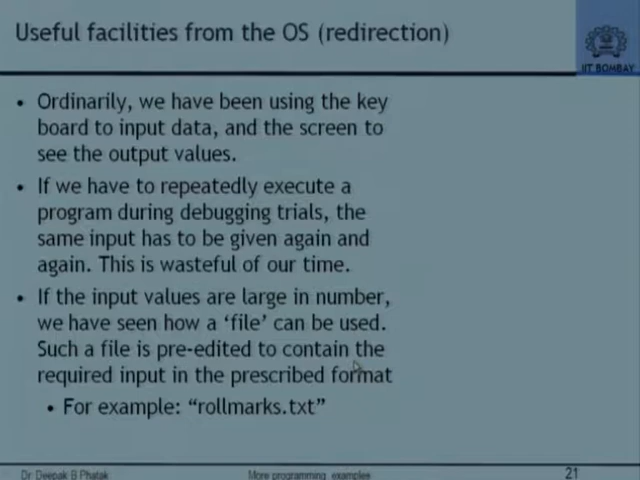 Useful facilities from the OS (redirection)
IIT BOMBAY
• Ordinarily, we have been using the key
board to input data, and the screen to
see the output values.
• If we have to repeatedly execute a
program during debugging trials, the
same input has to be given again and
again. This is wasteful of our time.
• If the input values are large in number,
we have seen how a ‘file’ can be used.
Such a file is pre-edited to contain the
required input in the prescribed format
• For example: “rollmarks.txt”
Dr. Deepak B Phatak
More programming examples
21